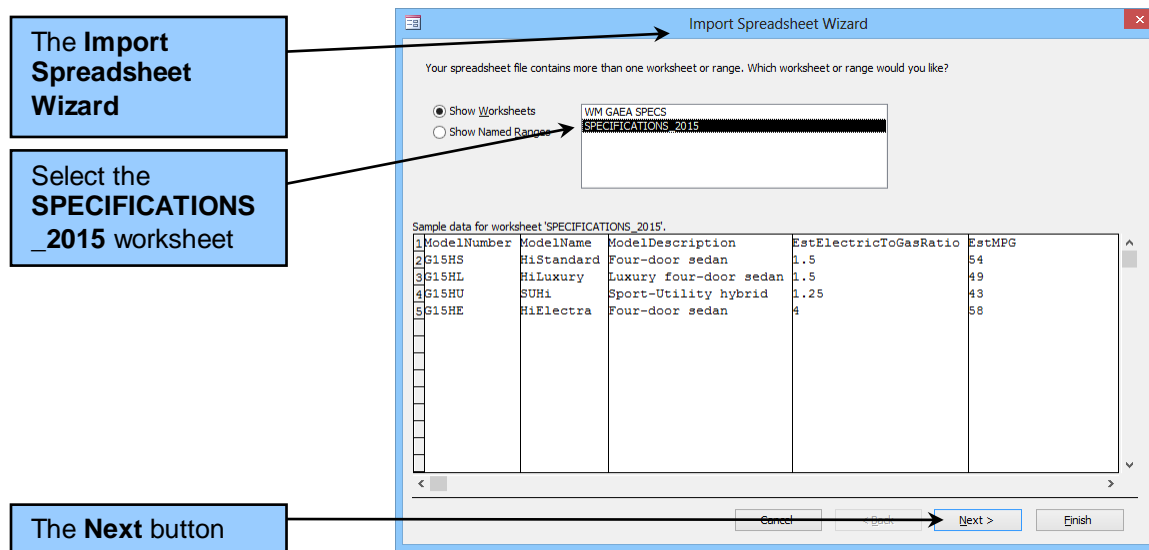 The Import
Spreadsheet
Wizard
Select the
SPECIFICATIONS
_2015 worksheet
The Next button
Import Spreadsheet Wizard
Your spreadsheet file contains more than one worksheet or range. Which worksheet or range would you like?
Show Worksheets
Show Named Ranges
WM GAEA SPECS
SPECIFICATIONS_2015
Sample data for worksheet 'SPECIFICATIONS_2015'.
1 ModelNumber ModelName ModelDescription EstElectricToGasRatio EstMPG
2 G15HS HiStandard Four-door sedan 1.5 54
3 G15HL HiLuxury Luxury four-door sedan 1.5 49
4 G15HU SUHi Sport-Utility hybrid 1.25 43
5 G15HE HiElectra Four-door sedan 4 58
Cancel < Back Next > Finish